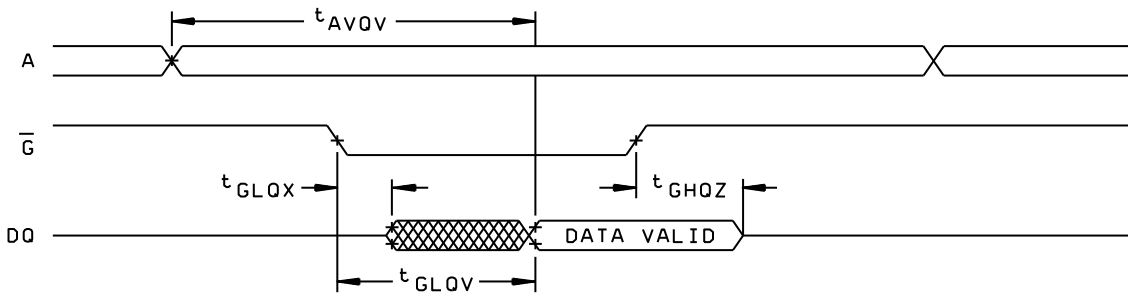 tAVQV
A
G̅
tGLQX
tGHQZ
DQ
DATA VALID
tGLQV